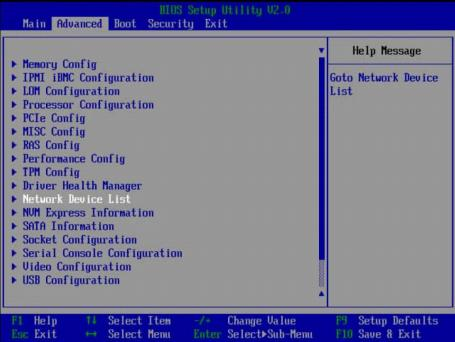 BIOS Setup Utility V2.0
Main Advanced Boot Security Exit
Help Message
Memory Config
IPMI iBMC Configuration
Goto Network Device
List
LOM Configuration
Processor Configuration
PCIe Config
MISC Config
RAS Config
Performance Config
TPM Config
Driver Health Manager
Network Device List
NVM Express Information
SATA Information
Socket Configuration
Serial Console Configuration
Video Configuration
USB Configuration
F1 Help ↑↓ Select Item -/+ Change Value F9 Setup Defaults
Esc Exit ↔ Select Menu Enter Select▶Sub-Menu F10 Save & Exit